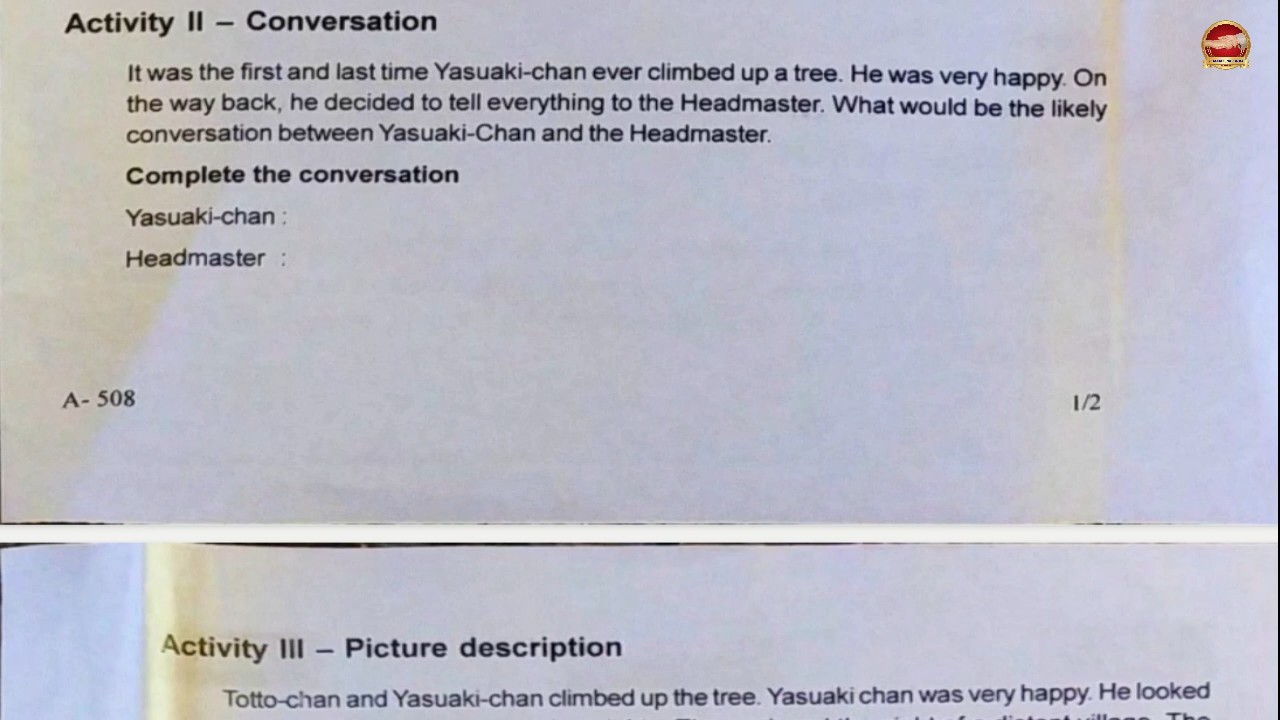 Activity II – Conversation
It was the first and last time Yasuaki-chan ever climbed up a tree. He was very happy. On
the way back, he decided to tell everything to the Headmaster. What would be the likely
conversation between Yasuaki-Chan and the Headmaster.
Complete the conversation
Yasuaki-chan :
Headmaster :
A- 508
1/2
Activity III – Picture description
Totto-chan and Yasuaki-chan climbed up the tree. Yasuaki chan was very happy. He looked